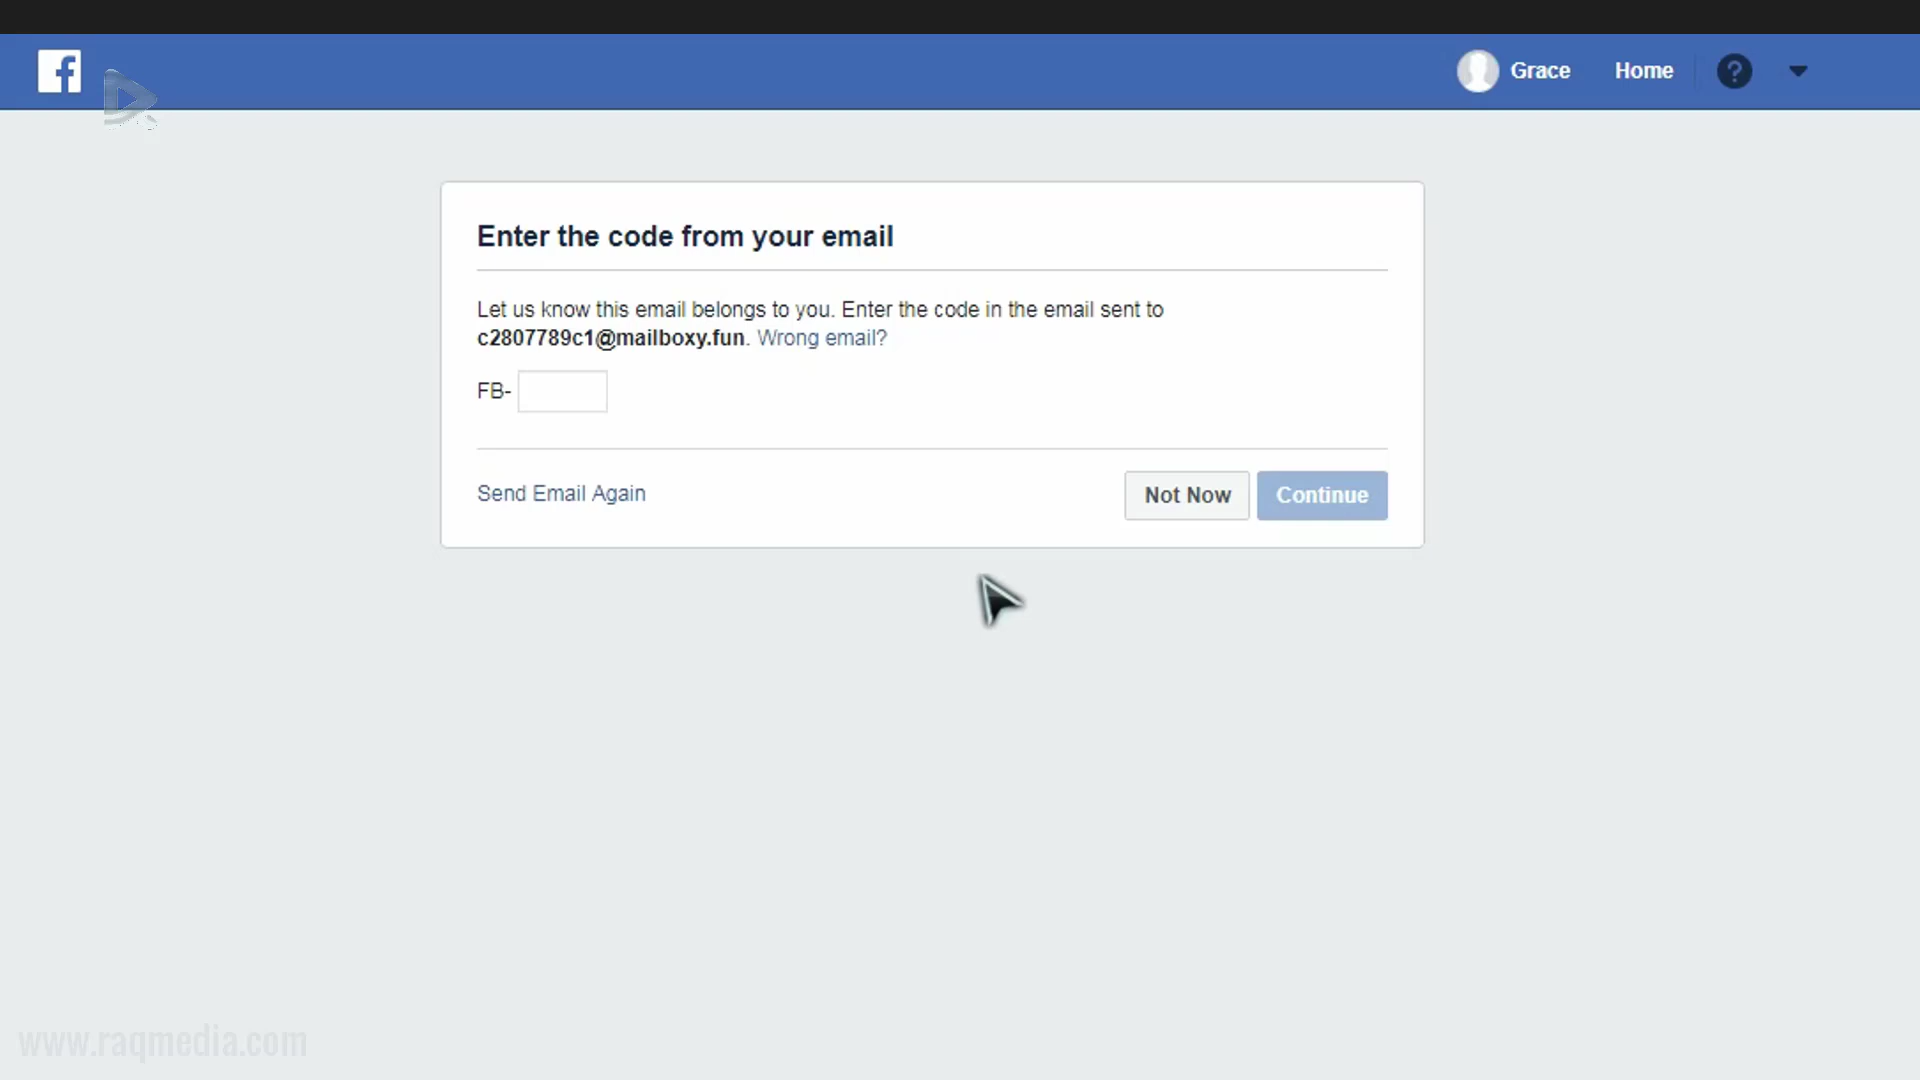 Grace Home ?
Enter the code from your email
Let us know this email belongs to you. Enter the code in the email sent to
c2807789c1@mailboxy.fun. Wrong email?
FB-
Send Email Again
Not Now Continue
www.raqmedia.com